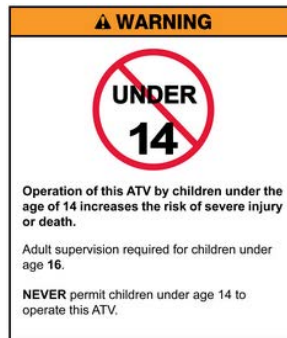 WARNING
UNDER
14
Operation of this ATV by children under the
age of 14 increases the risk of severe injury
or death.
Adult supervision required for children under
age 16.
NEVER permit children under age 14 to
operate this ATV.